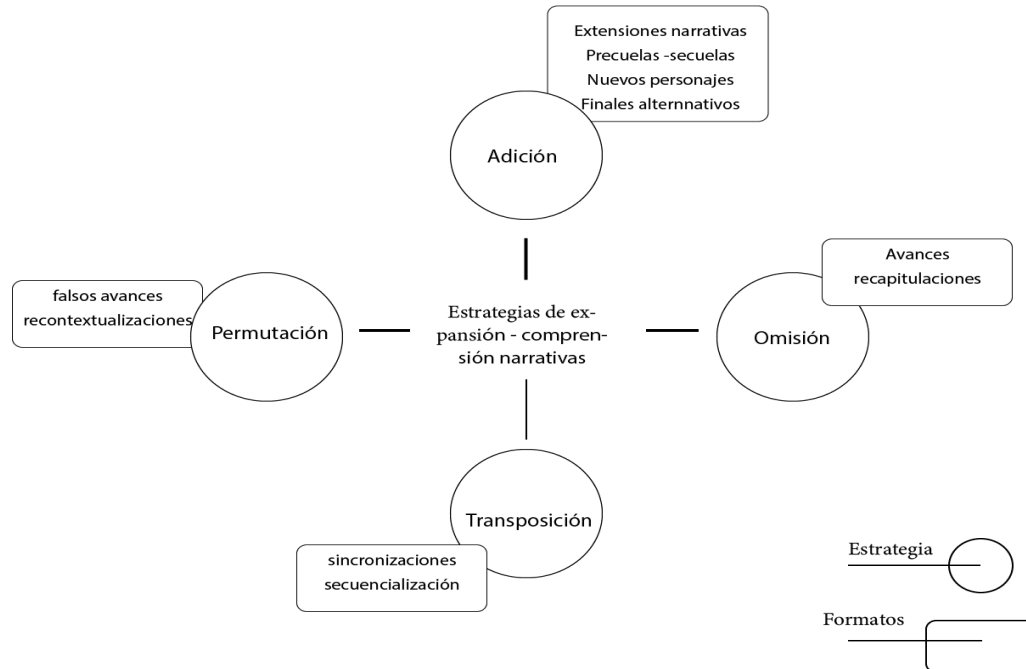 Extensiones narrativas
Precuelas -secuelas
Nuevos personajes
Finales alternnativos
Adición
Avances
recapitulaciones
Omisión
falsos avances
recontextualizaciones
Permutación
Estrategias de ex-
pansión - compren-
sión narrativas
Transposición
sincronizaciones
secuencialización
Estrategia
Formatos